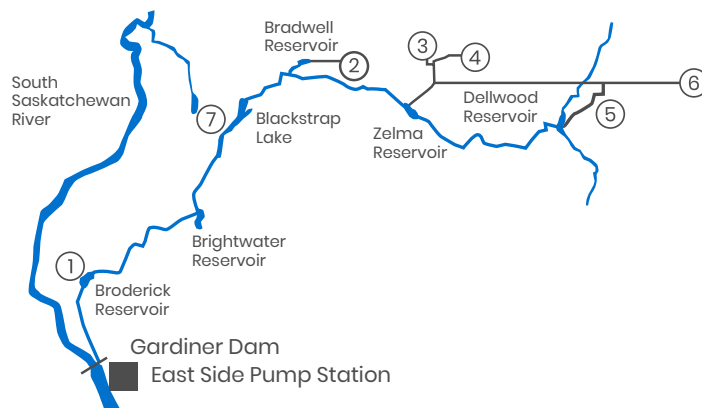 Bradwell
Reservoir
South
Saskatchewan
River
3
4
2
6
Dellwood
Reservoir
5
7
Blackstrap
Lake
Zelma
Reservoir
Brightwater
Reservoir
1
Broderick
Reservoir
Gardiner Dam
East Side Pump Station